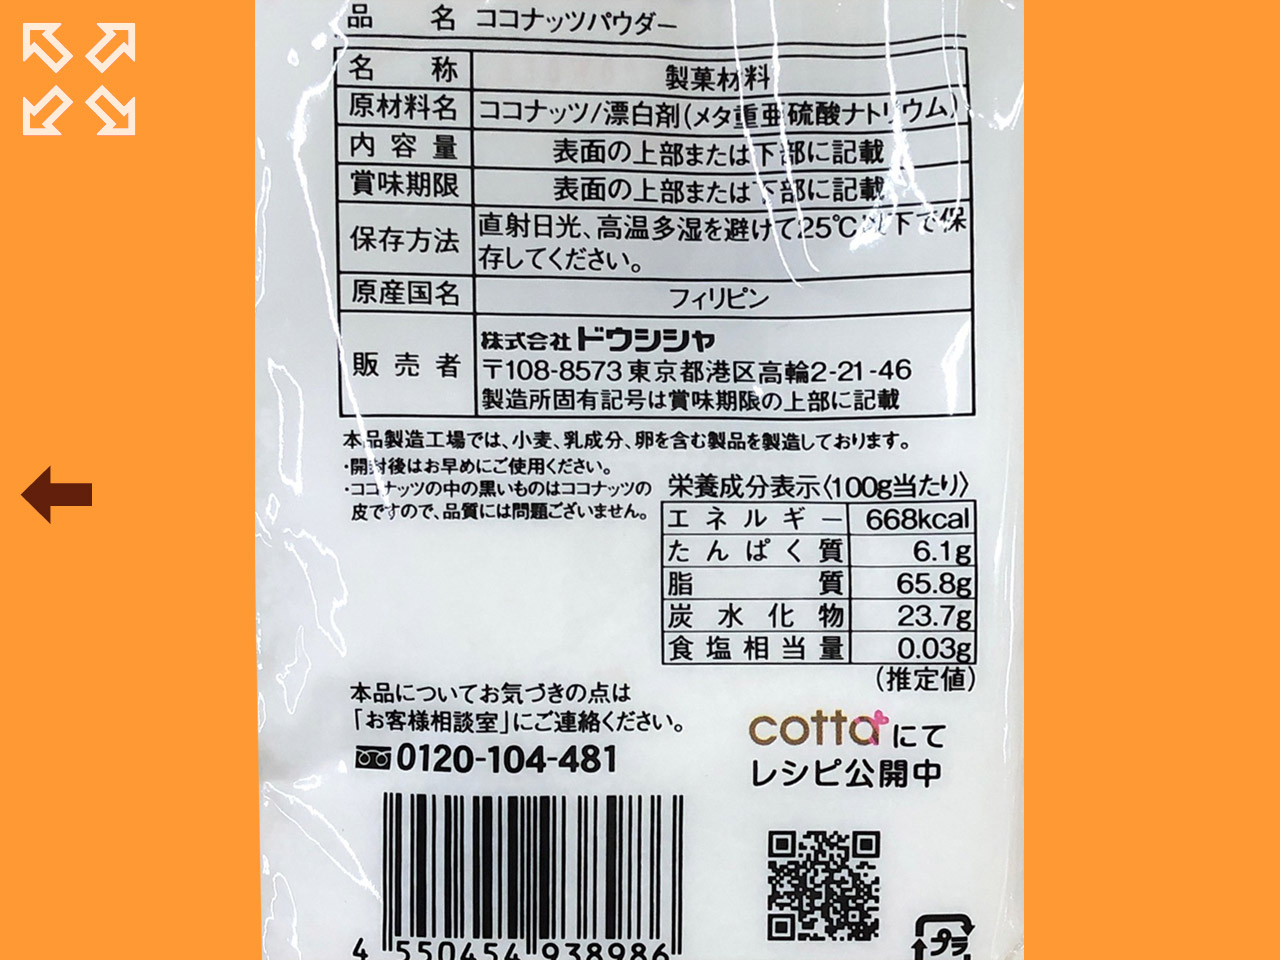 品名 ココナッツパウダー
名称 製菓材料
原材料名 ココナッツ/漂白剤(メタ重亜硫酸ナトリウム)
内容量 表面の上部または下部に記載
賞味期限 表面の上部または下部に記載
保存方法 直射日光、高温多湿を避けて25℃以下で保
存してください。
原産国名 フィリピン
販売者 株式会社ドウシシャ
〒108-8573 東京都港区高輪2-21-46
製造所固有記号は賞味期限の上部に記載
本品製造工場では、小麦、乳成分、卵を含む製品を製造しております。
・開封後はお早めにご使用ください。
・ココナッツの中の黒いものはココナッツの
皮ですので、品質には問題ございません。
栄養成分表示〈100g当たり〉
エネルギー 668kcal
たんぱく質 6.1g
脂質 65.8g
炭水化物 23.7g
食塩相当量 0.03g
(推定値)
本品についてお気づきの点は
「お客様相談室」にご連絡ください。
0120-104-481
cottaにて
レシピ公開中
4 550454 938986
プラ